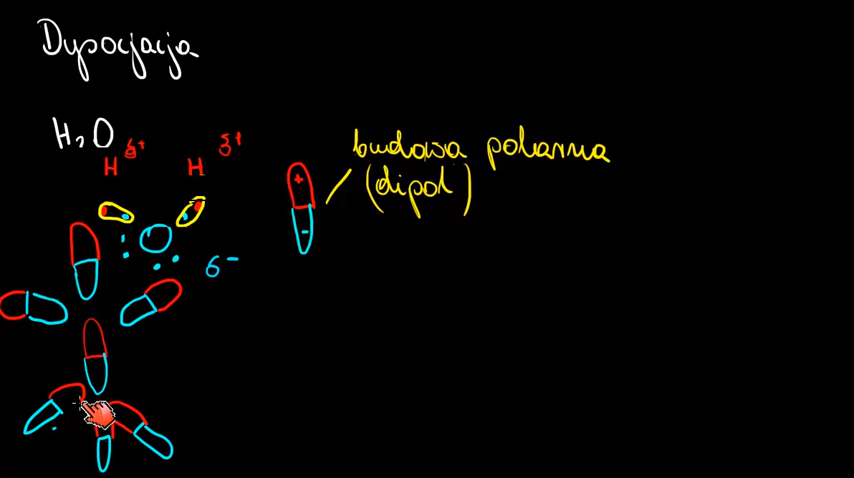 Dysocjacja
H₂O
H δ+ H δ+
budowa polarna
(dipol)
+
-
δ-